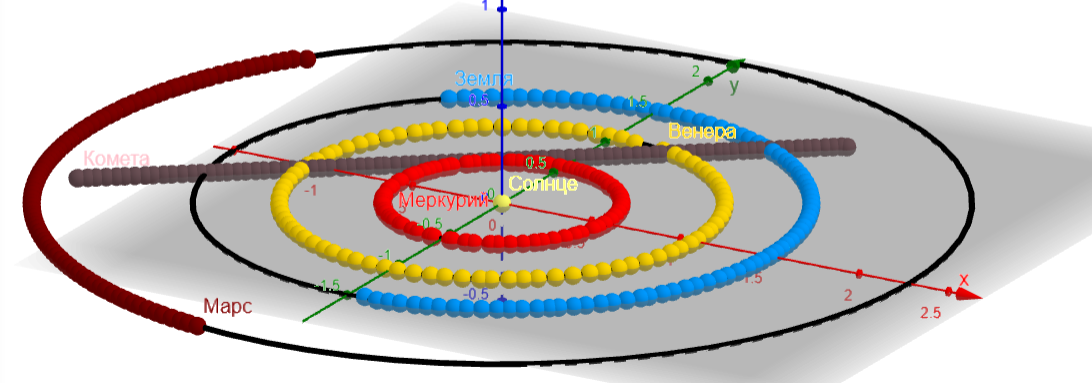 1
Земля
2
y
0.5
1.5
Венера
1
Комета
0.5
Солнце
-1
0
Меркурий
-0.5
0
-1
1.5
x
-1.5
-0.5
2
2.5
Марс